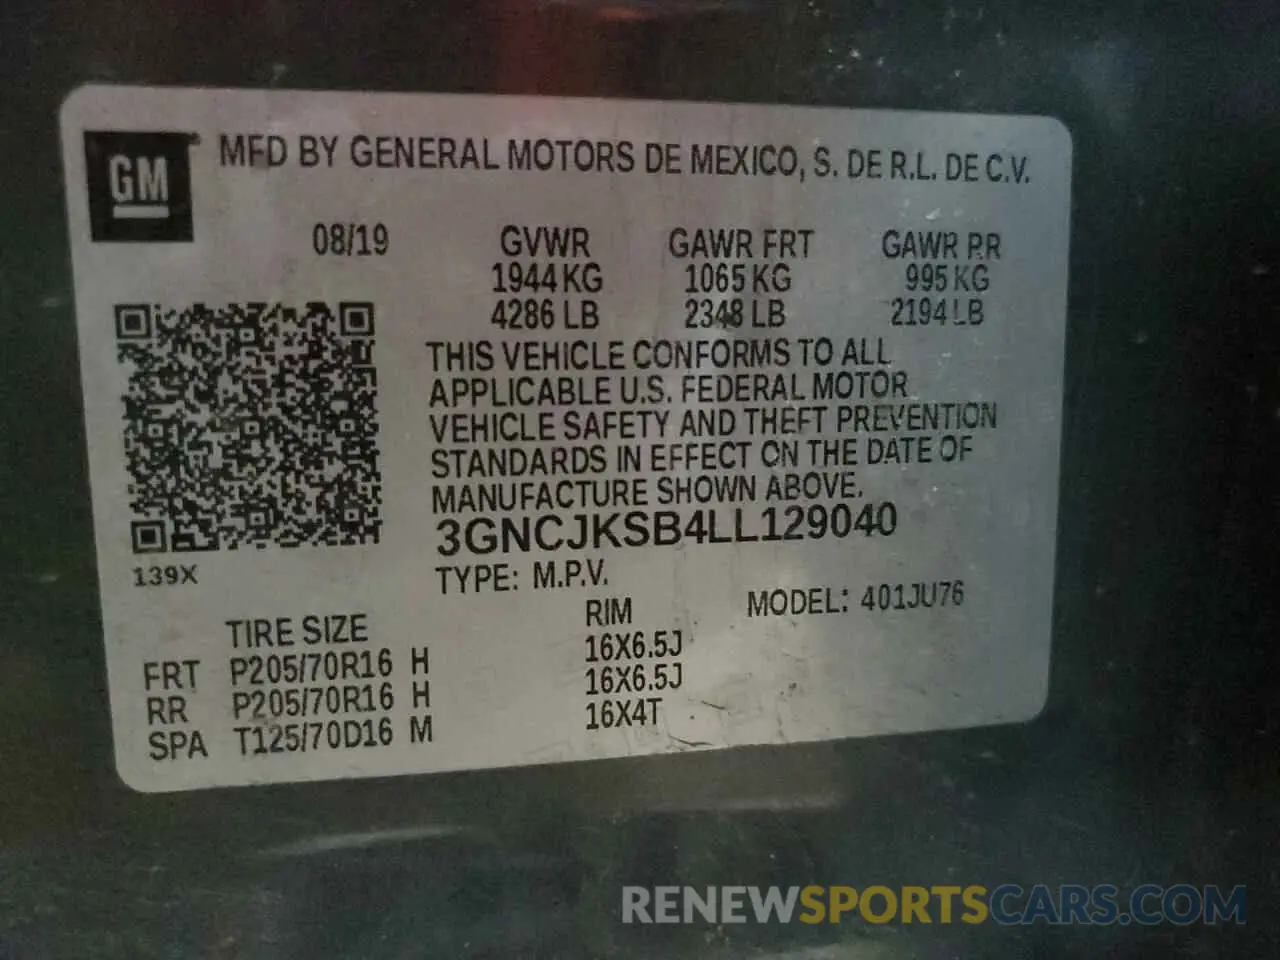 GM
MFD BY GENERAL MOTORS DE MEXICO, S. DE R.L. DE C.V.
08/19 GVWR GAWR FRT GAWR RR
1944 KG 1065 KG 995 KG
4286 LB 2348 LB 2194 LB
THIS VEHICLE CONFORMS TO ALL
APPLICABLE U.S. FEDERAL MOTOR
VEHICLE SAFETY AND THEFT PREVENTION
STANDARDS IN EFFECT ON THE DATE OF
MANUFACTURE SHOWN ABOVE.
3GNCJKSB4LL129040
139X
TYPE: M.P.V.
MODEL: 401JU76
TIRE SIZE RIM
FRT P205/70R16 H 16X6.5J
RR P205/70R16 H 16X6.5J
SPA T125/70D16 M 16X4T
RENEWSPORTSCARS.COM